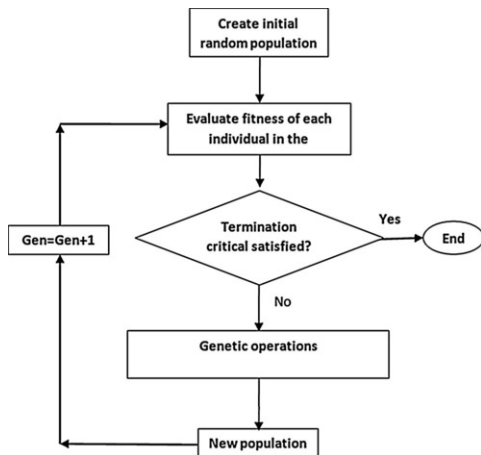 Create initial
random population
Evaluate fitness of each
individual in the
Termination
critical satisfied?
Yes
End
Gen=Gen+1
No
Genetic operations
New population